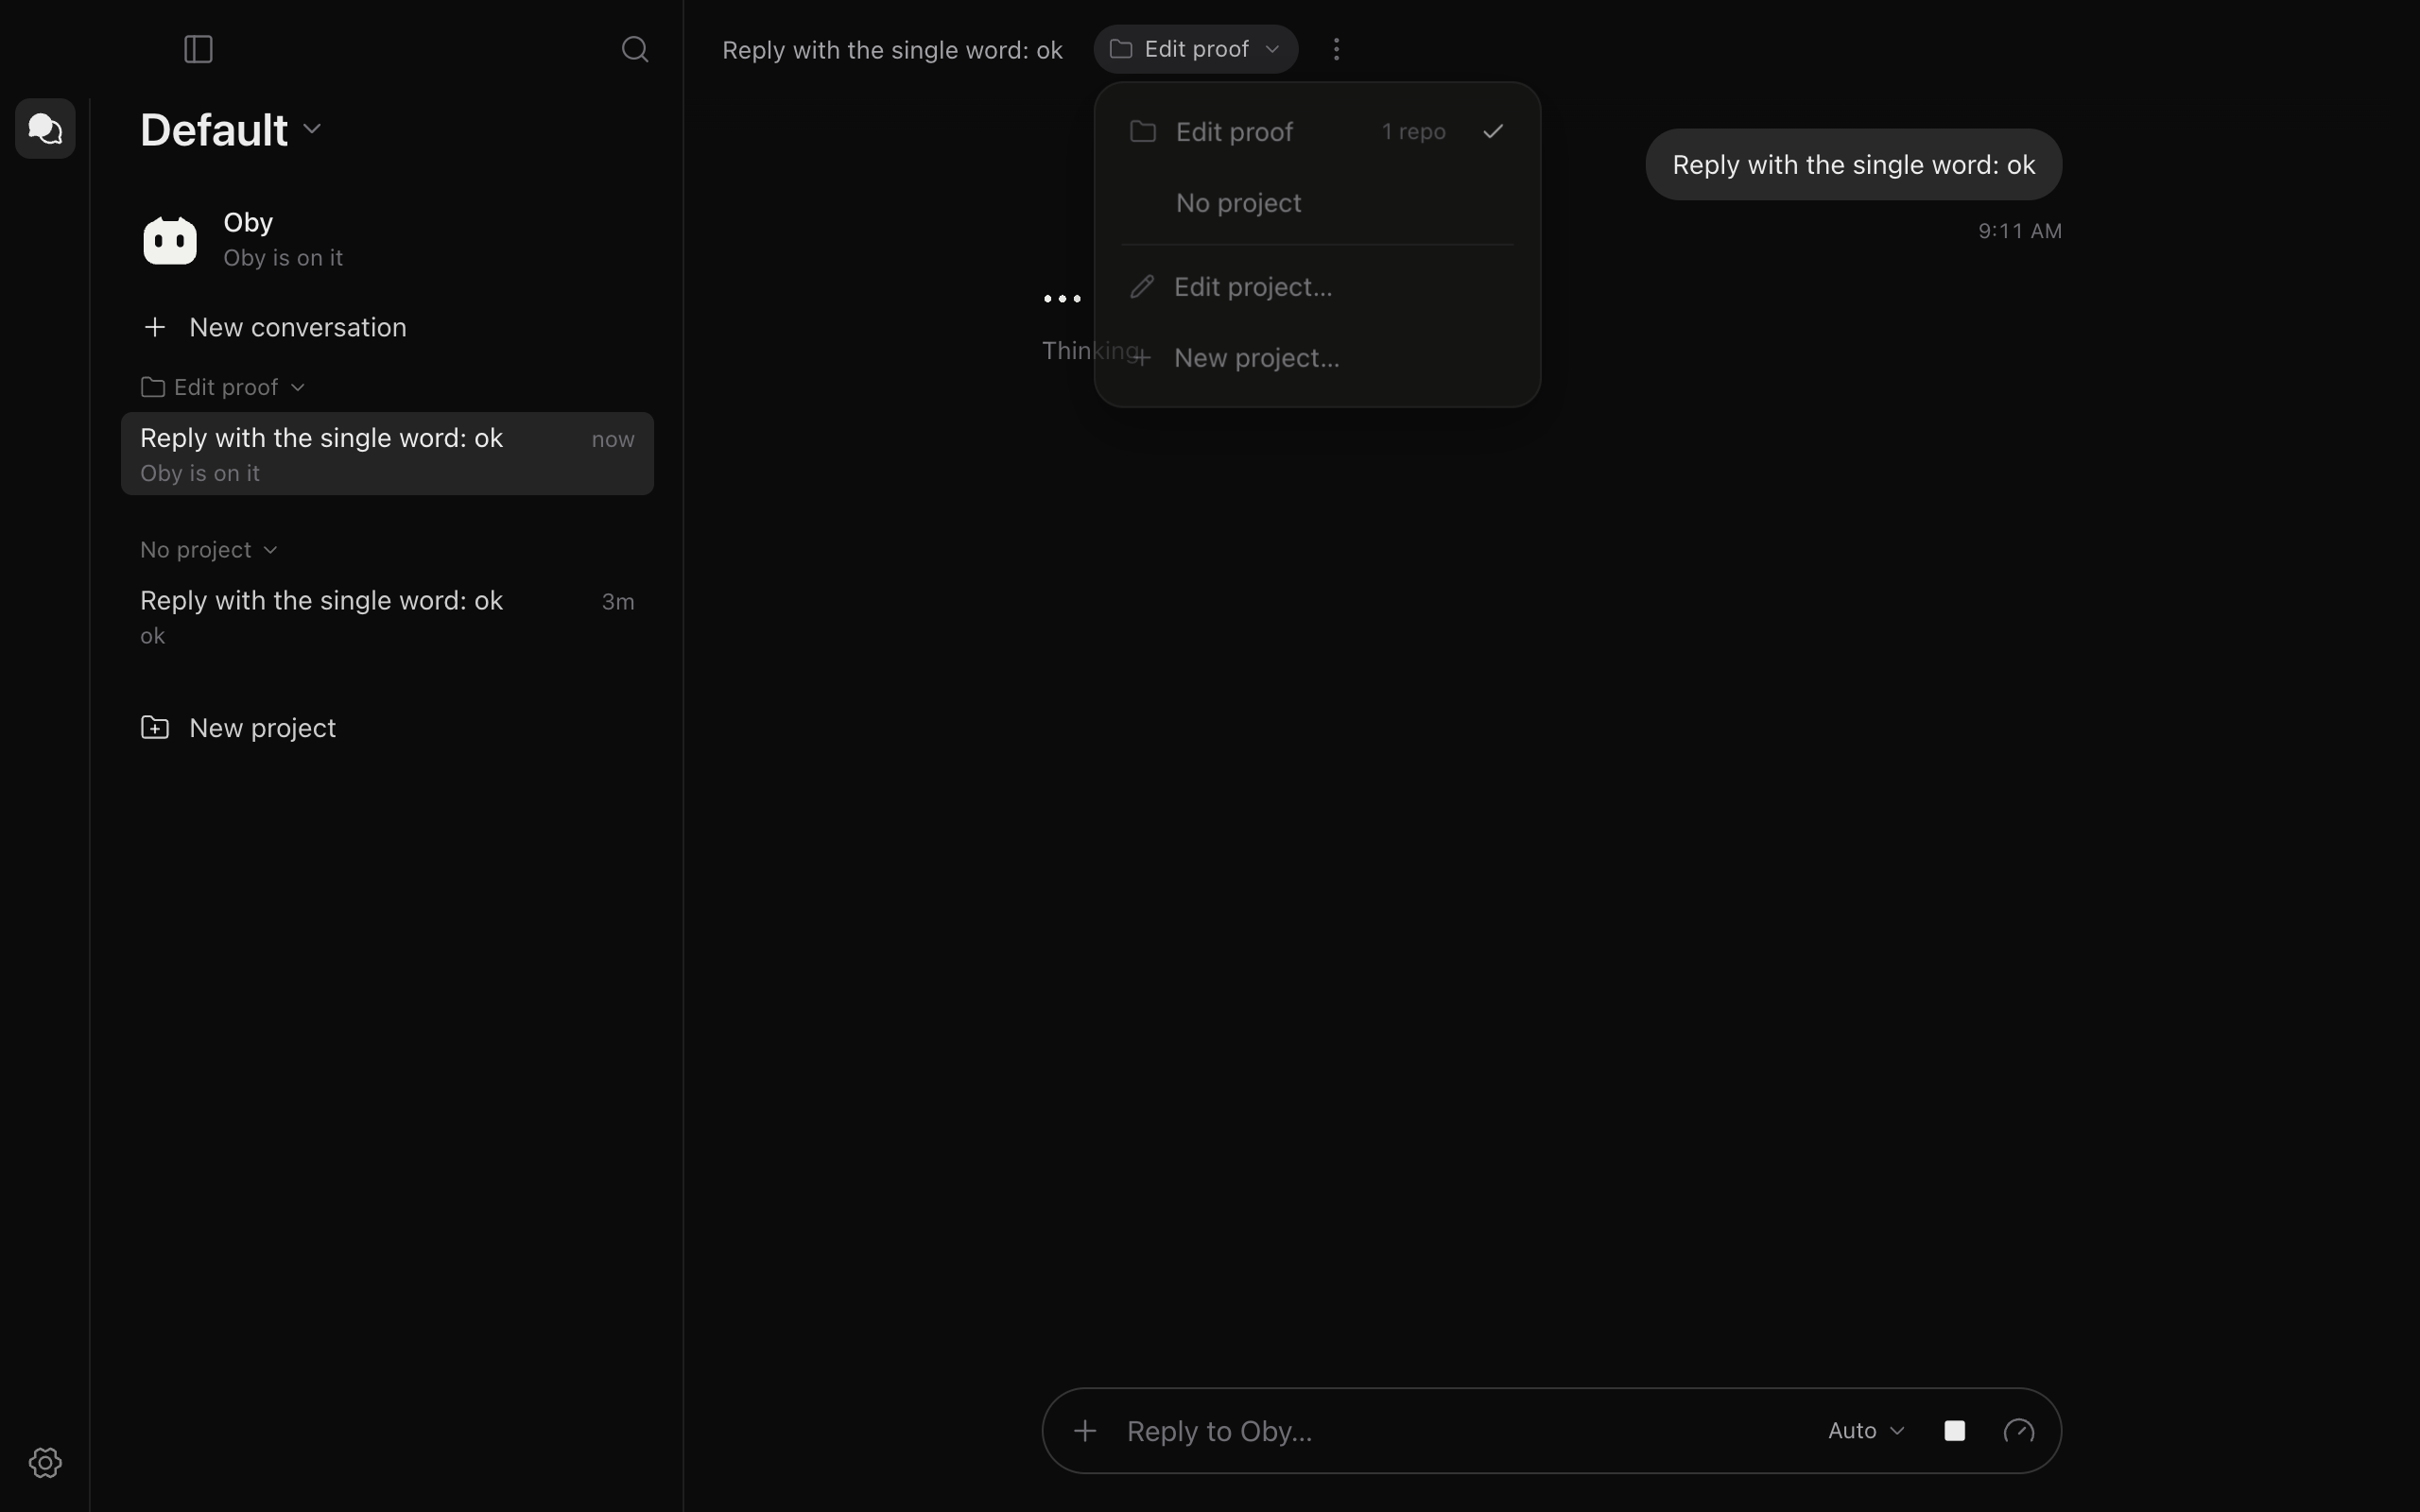 Default
Oby
Oby is on it
New conversation
Edit proof
Reply with the single word: ok now
Oby is on it
No project
Reply with the single word: ok 3m
ok
New project
Reply with the single word: ok
Edit proof
Edit proof 1 repo
No project
Edit project...
New project...
Reply with the single word: ok
9:11 AM
Thinking
Reply to Oby...
Auto